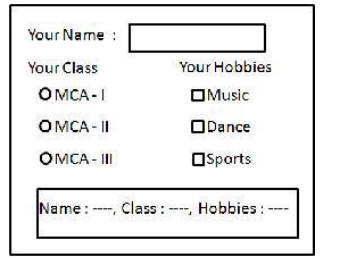 Your Name :
Your Class Your Hobbies
MCA - I Music
MCA - II Dance
MCA - III Sports
Name : ----, Class : ----, Hobbies : ----